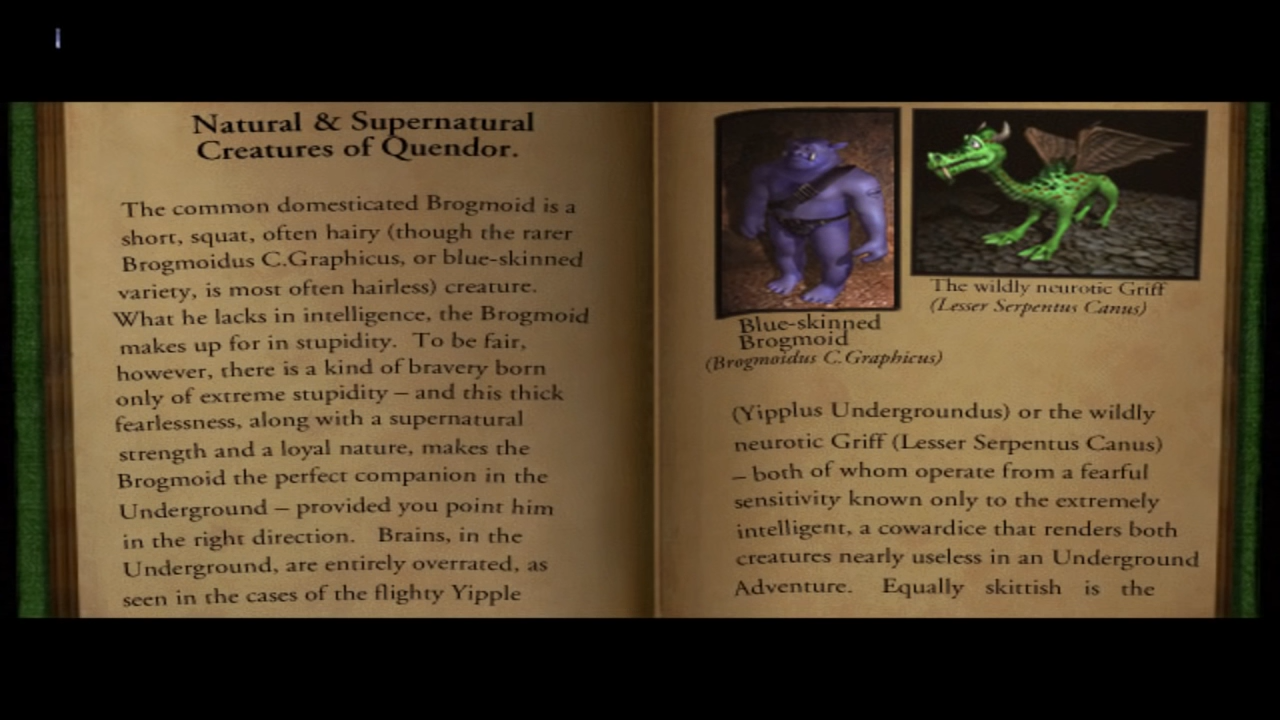 Natural & Supernatural
Creatures of Quendor.
The common domesticated Brogmoid is a
short, squat, often hairy (though the rarer
Brogmoidus C.Graphicus, or blue-skinned
variety, is most often hairless) creature.
What he lacks in intelligence, the Brogmoid
makes up for in stupidity. To be fair,
however, there is a kind of bravery born
only of extreme stupidity – and this thick
fearlessness, along with a supernatural
strength and a loyal nature, makes the
Brogmoid the perfect companion in the
Underground – provided you point him
in the right direction. Brains, in the
Underground, are entirely overrated, as
seen in the cases of the flighty Yipple
Blue-skinned
Brogmoid
(Brogmoidus C.Graphicus)
The wildly neurotic Griff
(Lesser Serpentus Canus)
(Yipplus Undergroundus) or the wildly
neurotic Griff (Lesser Serpentus Canus)
– both of whom operate from a fearful
sensitivity known only to the extremely
intelligent, a cowardice that renders both
creatures nearly useless in an Underground
Adventure. Equally skittish is the